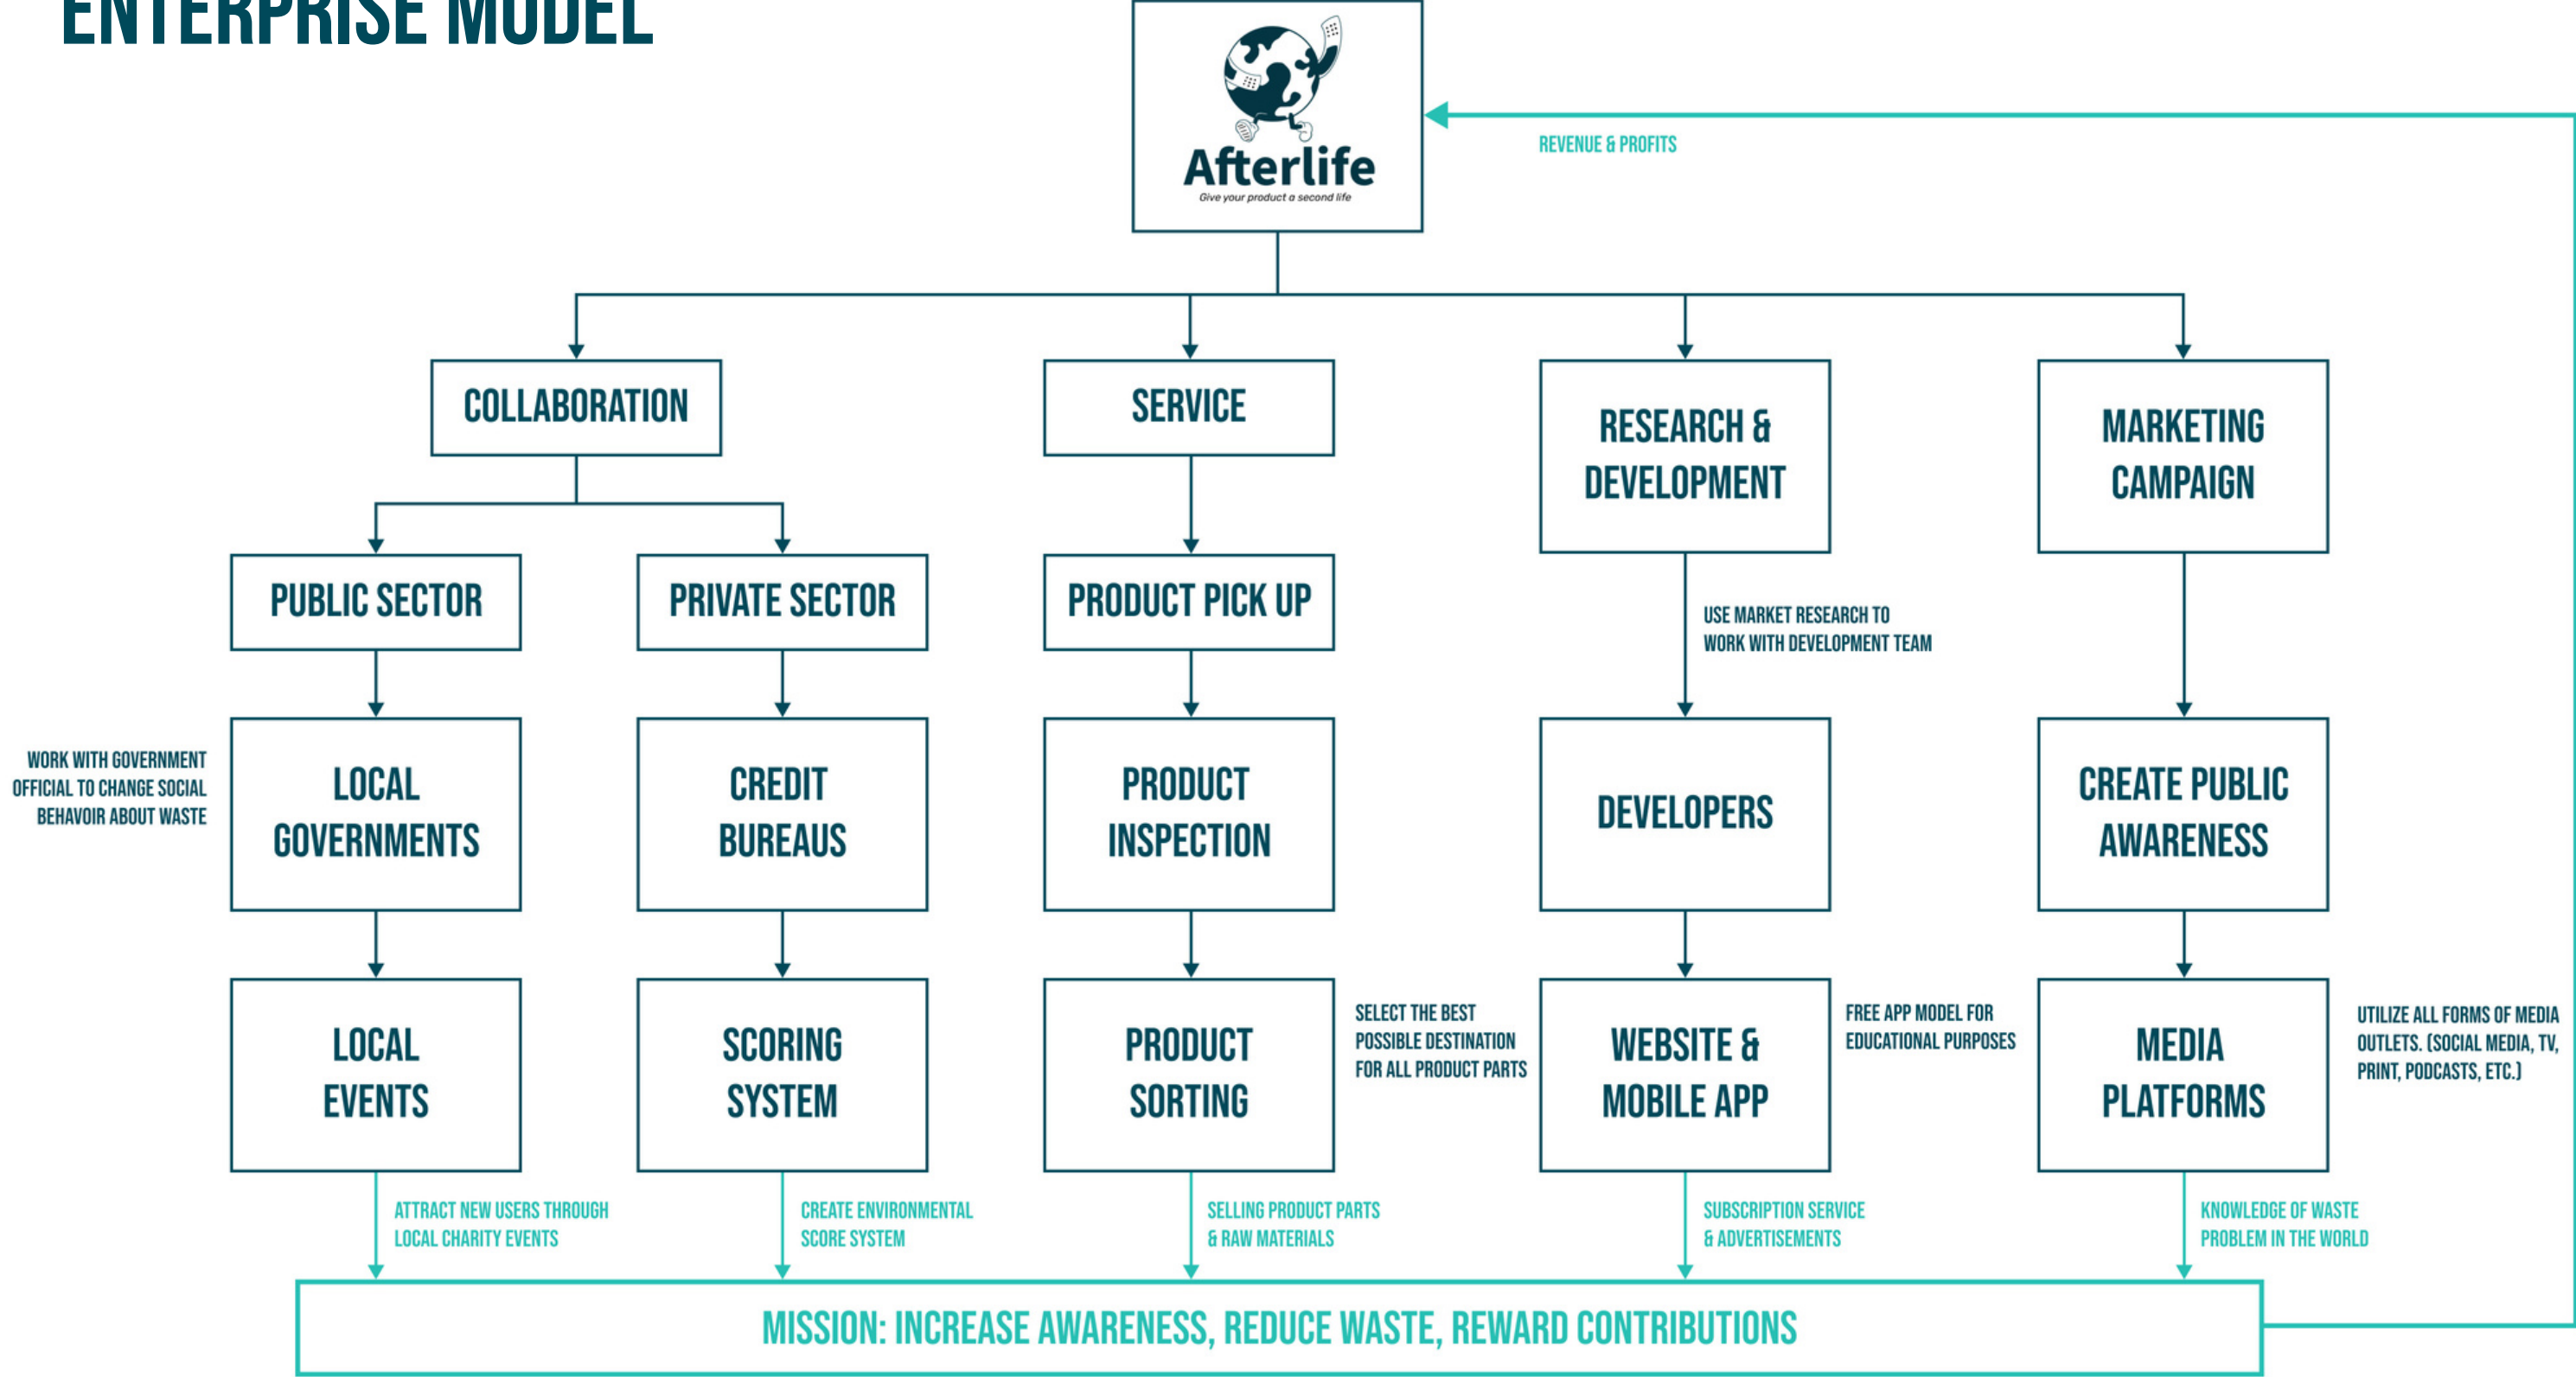 ENTERPRISE MODEL
Afterlife
Give your product a second life
REVENUE & PROFITS
COLLABORATION
SERVICE
RESEARCH &
DEVELOPMENT
MARKETING
CAMPAIGN
PUBLIC SECTOR
PRIVATE SECTOR
PRODUCT PICK UP
USE MARKET RESEARCH TO
WORK WITH DEVELOPMENT TEAM
WORK WITH GOVERNMENT
OFFICIAL TO CHANGE SOCIAL
BEHAVOIR ABOUT WASTE
LOCAL
GOVERNMENTS
CREDIT
BUREAUS
PRODUCT
INSPECTION
DEVELOPERS
CREATE PUBLIC
AWARENESS
LOCAL
EVENTS
SCORING
SYSTEM
PRODUCT
SORTING
SELECT THE BEST
POSSIBLE DESTINATION
FOR ALL PRODUCT PARTS
WEBSITE &
MOBILE APP
FREE APP MODEL FOR
EDUCATIONAL PURPOSES
MEDIA
PLATFORMS
UTILIZE ALL FORMS OF MEDIA
OUTLETS. (SOCIAL MEDIA, TV,
PRINT, PODCASTS, ETC.)
ATTRACT NEW USERS THROUGH
LOCAL CHARITY EVENTS
CREATE ENVIRONMENTAL
SCORE SYSTEM
SELLING PRODUCT PARTS
& RAW MATERIALS
SUBSCRIPTION SERVICE
& ADVERTISEMENTS
KNOWLEDGE OF WASTE
PROBLEM IN THE WORLD
MISSION: INCREASE AWARENESS, REDUCE WASTE, REWARD CONTRIBUTIONS